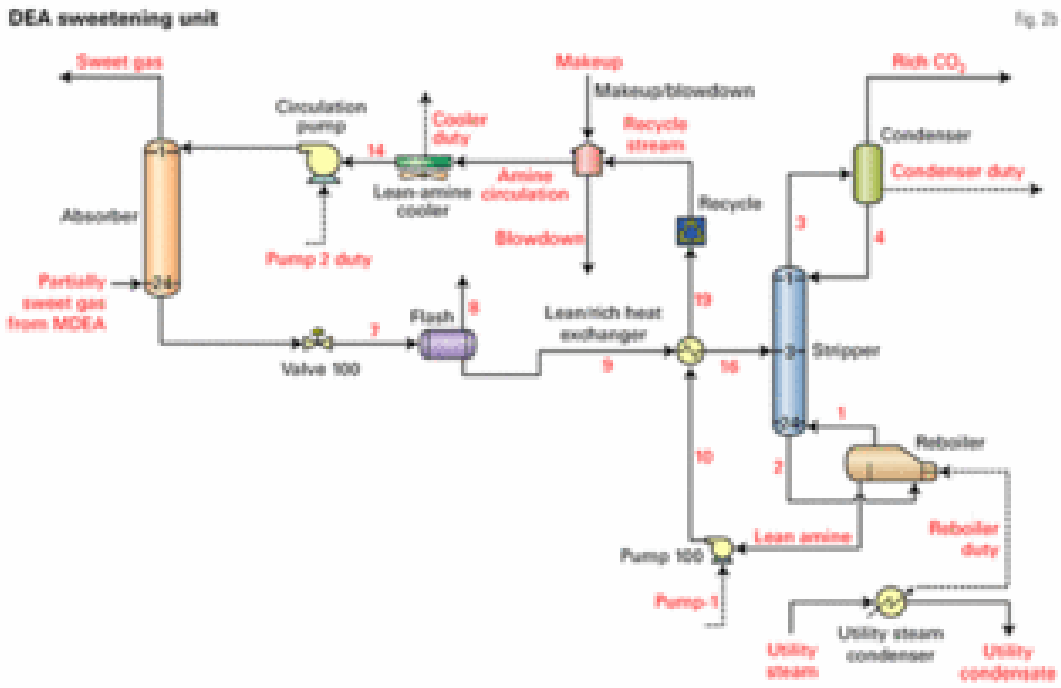 DEA sweetening unit
Fig. 2b
Sweet gas
Makeup
Rich CO2
Makeup/blowdown
Circulation
pump
Cooler
duty
Recycle
stream
Condenser
1
14
Condenser duty
Lean-amine
cooler
Amine
circulation
Absorber
Recycle
3
4
Blowdown
Pump 2 duty
1
Partially
sweet gas
from MDEA
24
8
19
Flash
Lean/rich heat
exchanger
7
3
Stripper
Valve 100
9
16
1
24
Reboiler
10
2
Lean amine
Reboiler
duty
Pump 100
Pump-1
Utility steam
condenser
Utility
steam
Utility
condensate